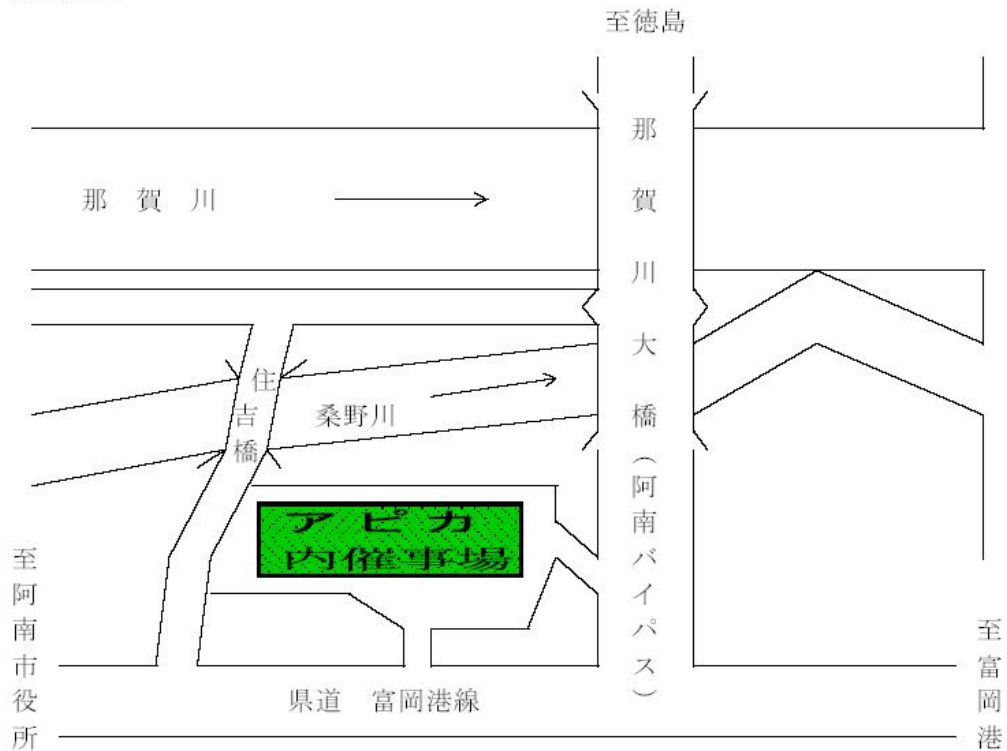 至徳島
那賀川
那賀川大橋（阿南バイパス）
住吉橋
桑野川
アピカ
内催事場
至阿南市役所
至富岡港
県道　富岡港線